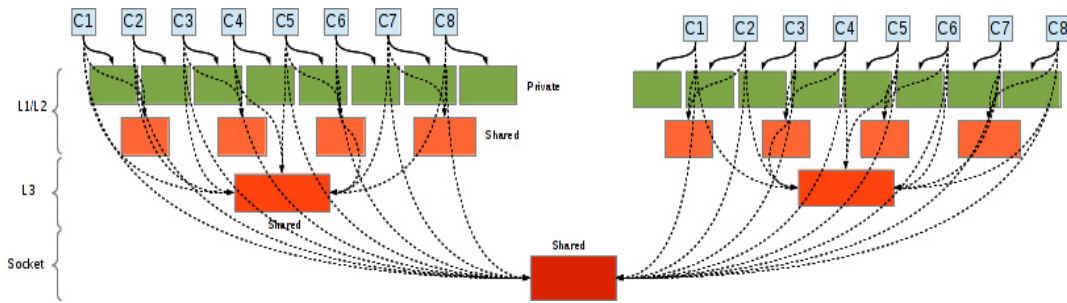 C1 C2 C3 C4 C5 C6 C7 C8
C1 C2 C3 C4 C5 C6 C7 C8
Private
L1/L2
Shared
L3
Shared
Shared
Socket